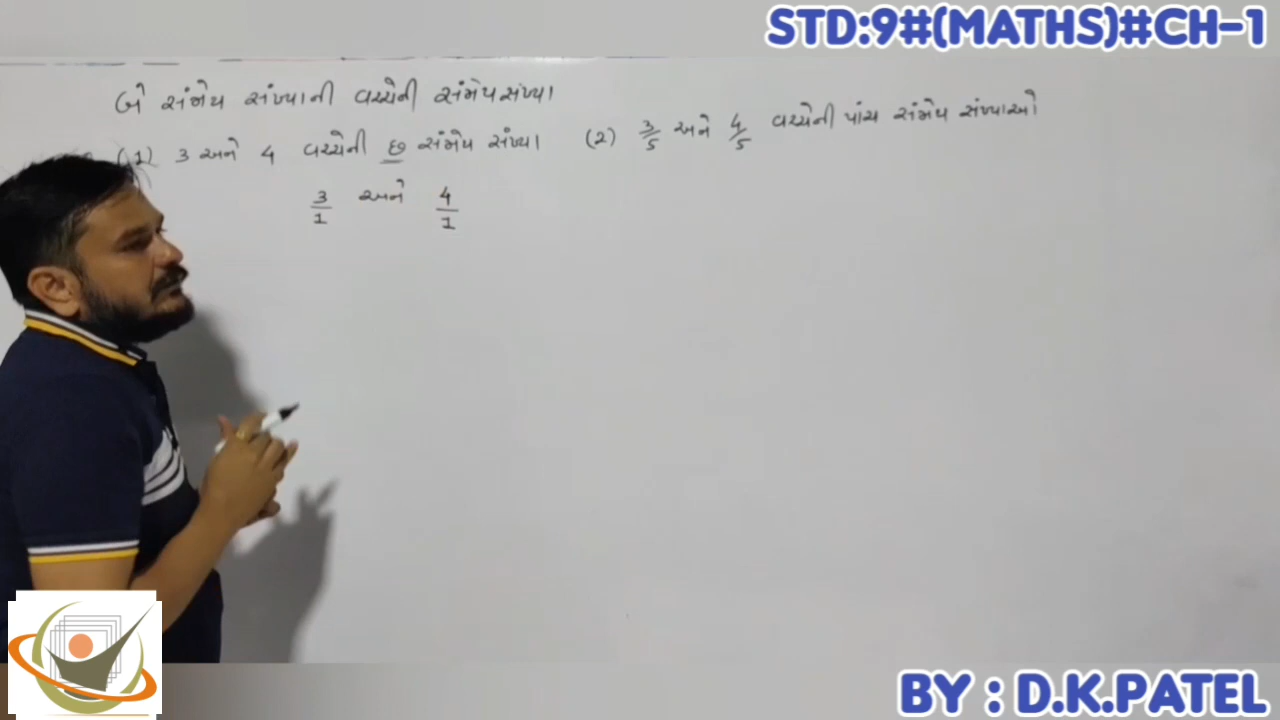 STD:9#(MATHS)#CH-1
બે સંમેય સંખ્યાની વચ્ચેની સંમેય સંખ્યા
(1) 3 અને 4 વચ્ચેની છ સંમેય સંખ્યા
(2) 3/5 અને 4/5 વચ્ચેની પાંચ સંમેય સંખ્યાઓ
3/1 અને 4/1
BY : D.K.PATEL